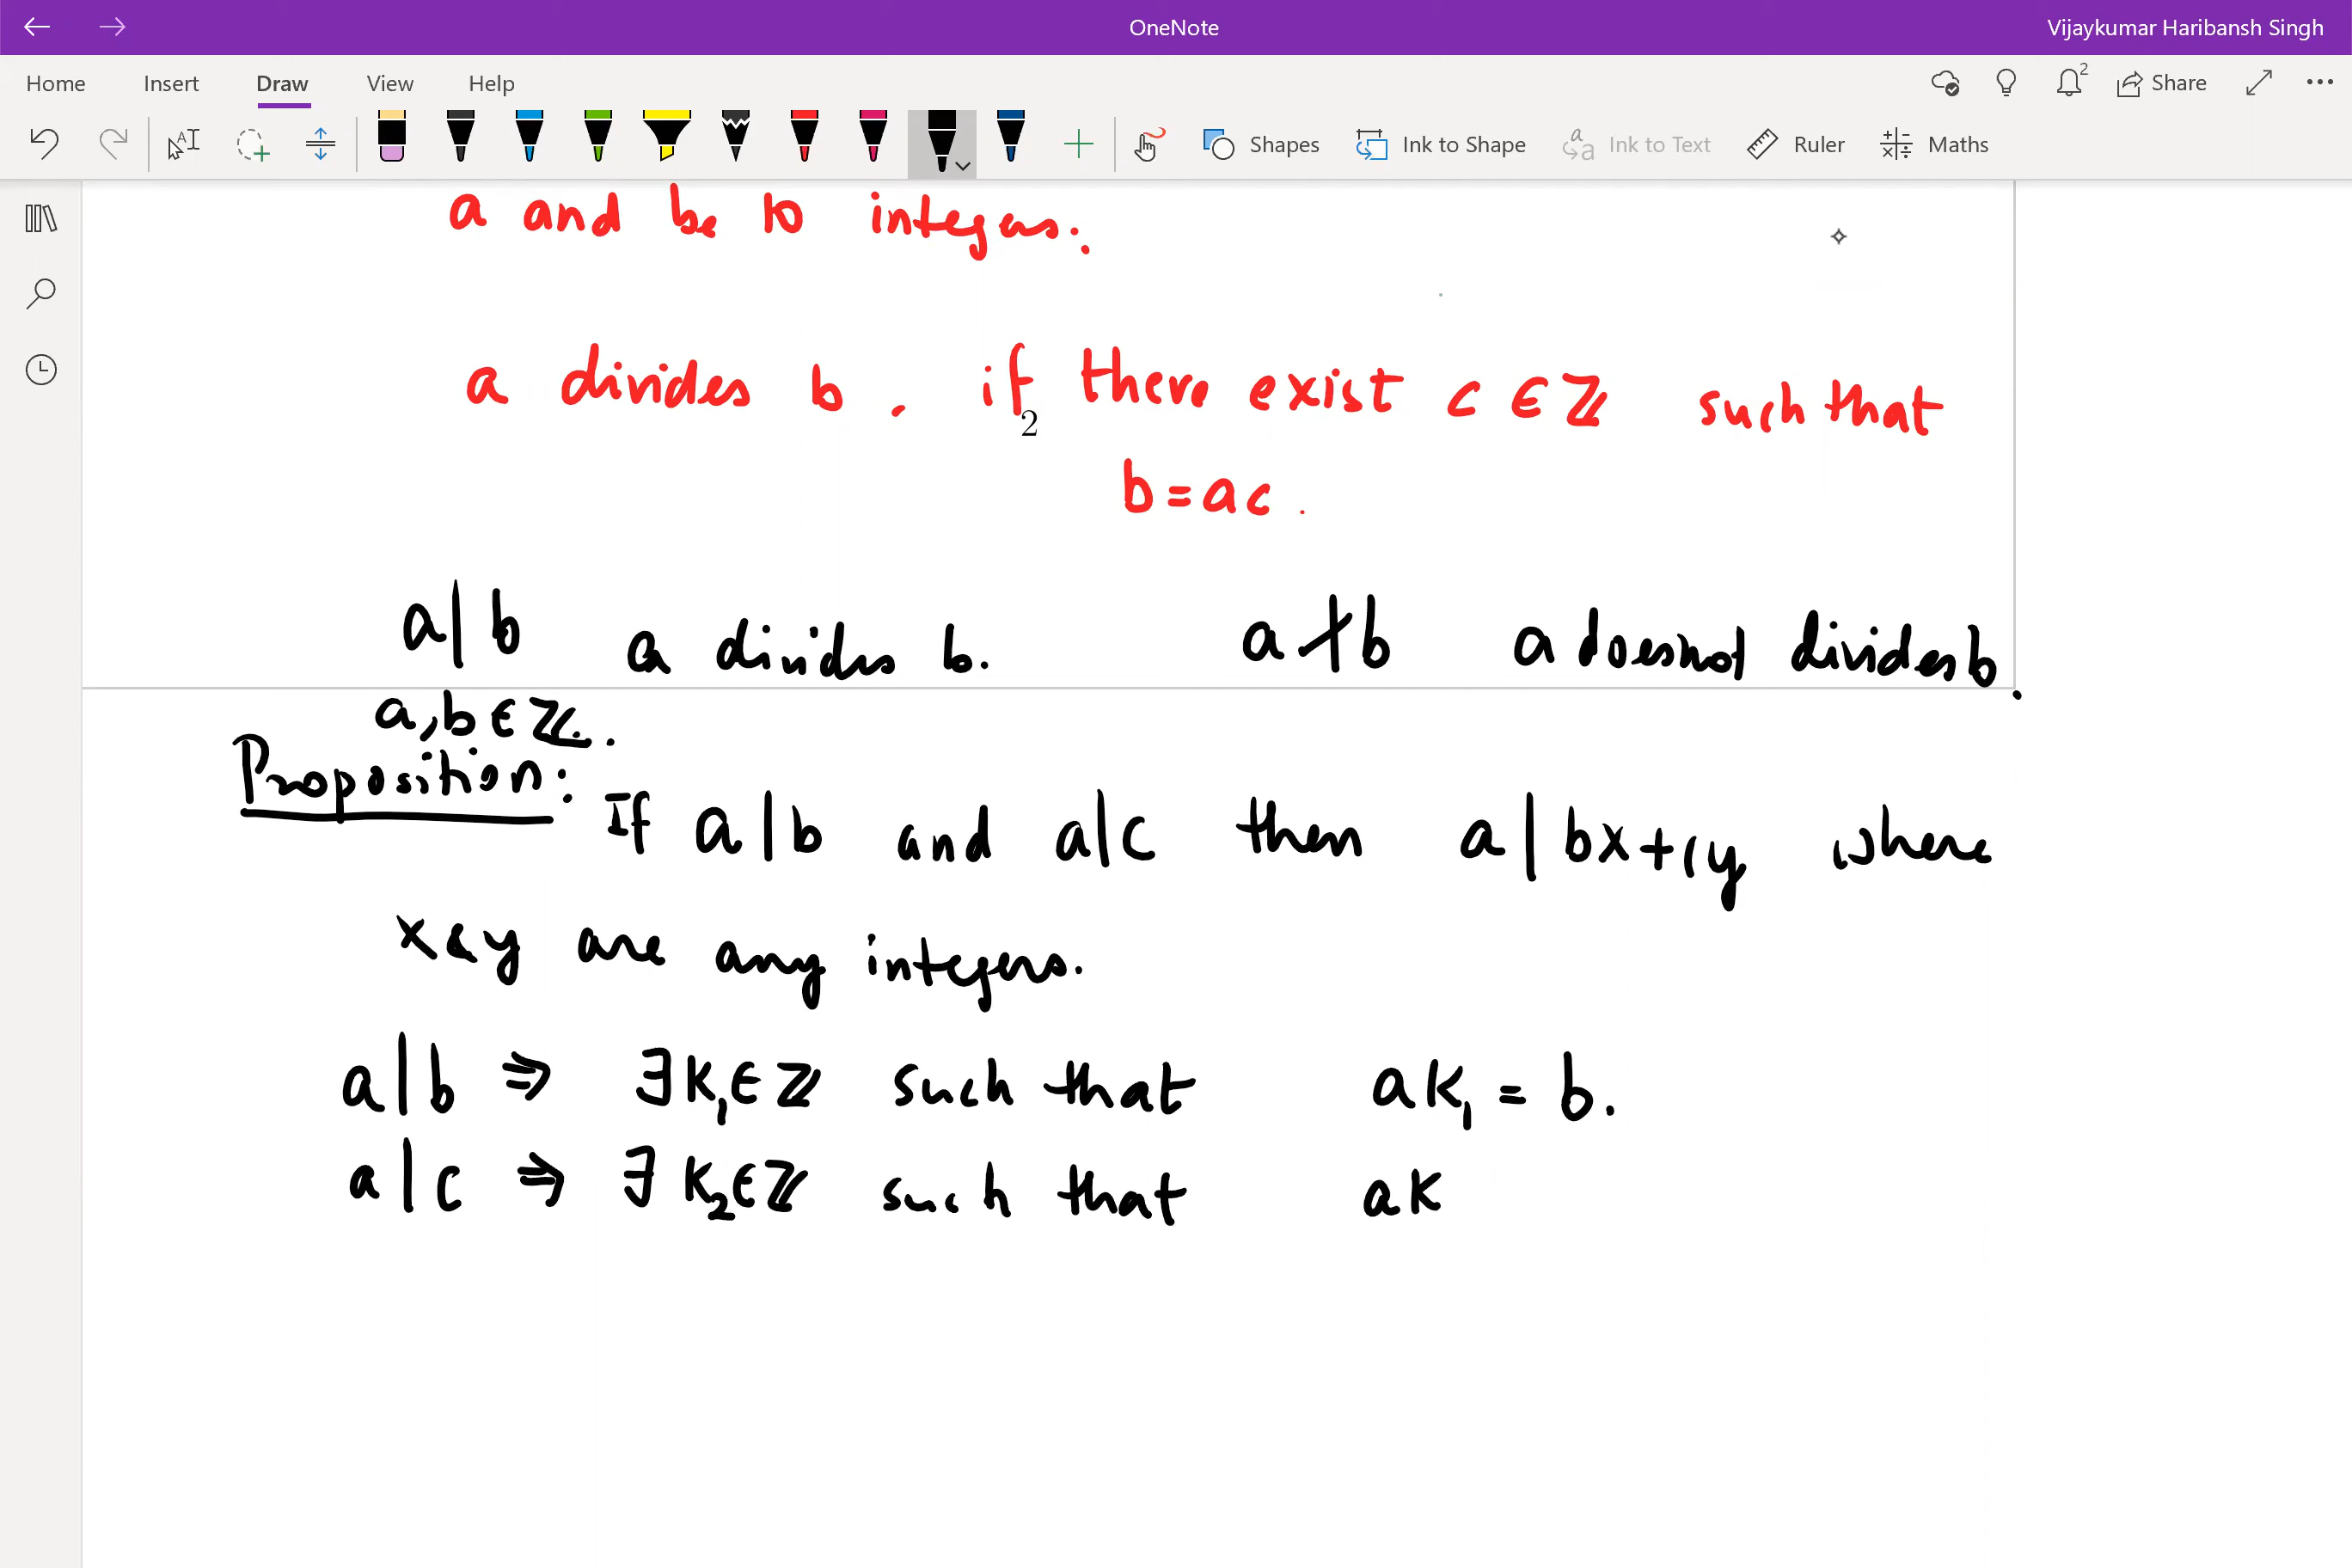 OneNote
Vijaykumar Haribansh Singh
Home Insert Draw View Help
2
Share
Shapes Ink to Shape Ink to Text Ruler Maths
a and be to integers.
a divides b. if there exist c ∈ ℤ such that
2
b = ac.
a|b a divides b. a∤b a doesnot divides b.
a,b ∈ ℤ.
Proposition:
If a|b and a|c then a|bx+cy where
x & y are any integers.
a|b ⇒ ∃ K₁ ∈ ℤ such that aK₁ = b.
a|c ⇒ ∃ K₂ ∈ ℤ such that aK